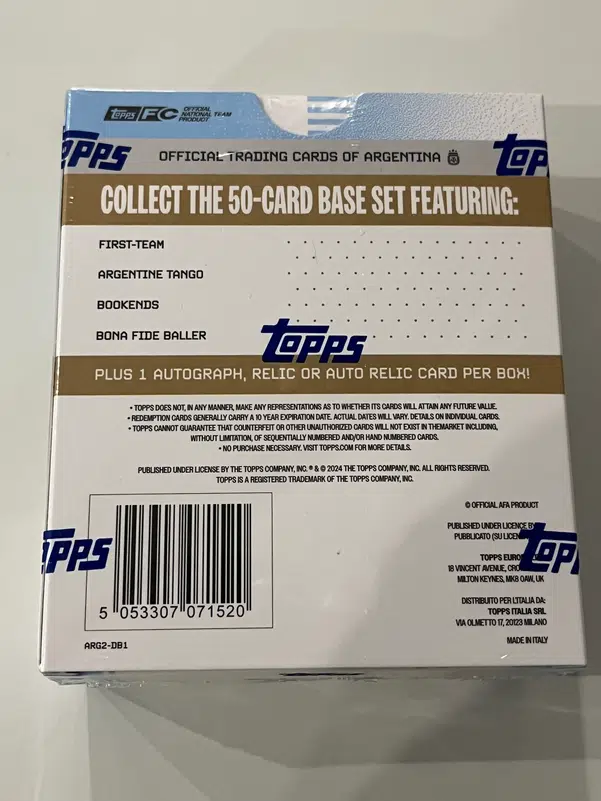 TOPPS FC OFFICIAL NATIONAL TEAM PRODUCT
TOPPS
OFFICIAL TRADING CARDS OF ARGENTINA
COLLECT THE 50-CARD BASE SET FEATURING:
FIRST-TEAM
ARGENTINE TANGO
BOOKENDS
BONA FIDE BALLER
TOPPS
PLUS 1 AUTOGRAPH, RELIC OR AUTO RELIC CARD PER BOX!
• TOPPS DOES NOT, IN ANY MANNER, MAKE ANY REPRESENTATIONS AS TO WHETHER ITS CARDS WILL ATTAIN ANY FUTURE VALUE.
• REDEMPTION CARDS GENERALLY CARRY A 10 YEAR EXPIRATION DATE. ACTUAL DATES WILL VARY. DETAILS ON INDIVIDUAL CARDS.
• TOPPS CANNOT GUARANTEE THAT COUNTERFEIT OR OTHER UNAUTHORIZED CARDS WILL NOT EXIST IN THEMARKET INCLUDING,
WITHOUT LIMITATION, OF SEQUENTIALLY NUMBERED AND/OR HAND NUMBERED CARDS.
• NO PURCHASE NECESSARY. VISIT TOPPS.COM FOR MORE DETAILS.
PUBLISHED UNDER LICENSE BY THE TOPPS COMPANY, INC. ® & © 2024 THE TOPPS COMPANY, INC. ALL RIGHTS RESERVED.
TOPPS IS A REGISTERED TRADEMARK OF THE TOPPS COMPANY, INC.
© OFFICIAL AFA PRODUCT
PUBLISHED UNDER LICENCE
PUBBLICATO (SU
TOPPS
18 VINCENT AVENUE,
MILTON KEYNES, MK8 0AW, UK
DISTRIBUITO PER L'ITALIA DA:
TOPPS ITALIA SRL
VIA OLMETTO 17, 20123 MILANO
MADE IN ITALY
5 053307 071520
ARG2-DB1